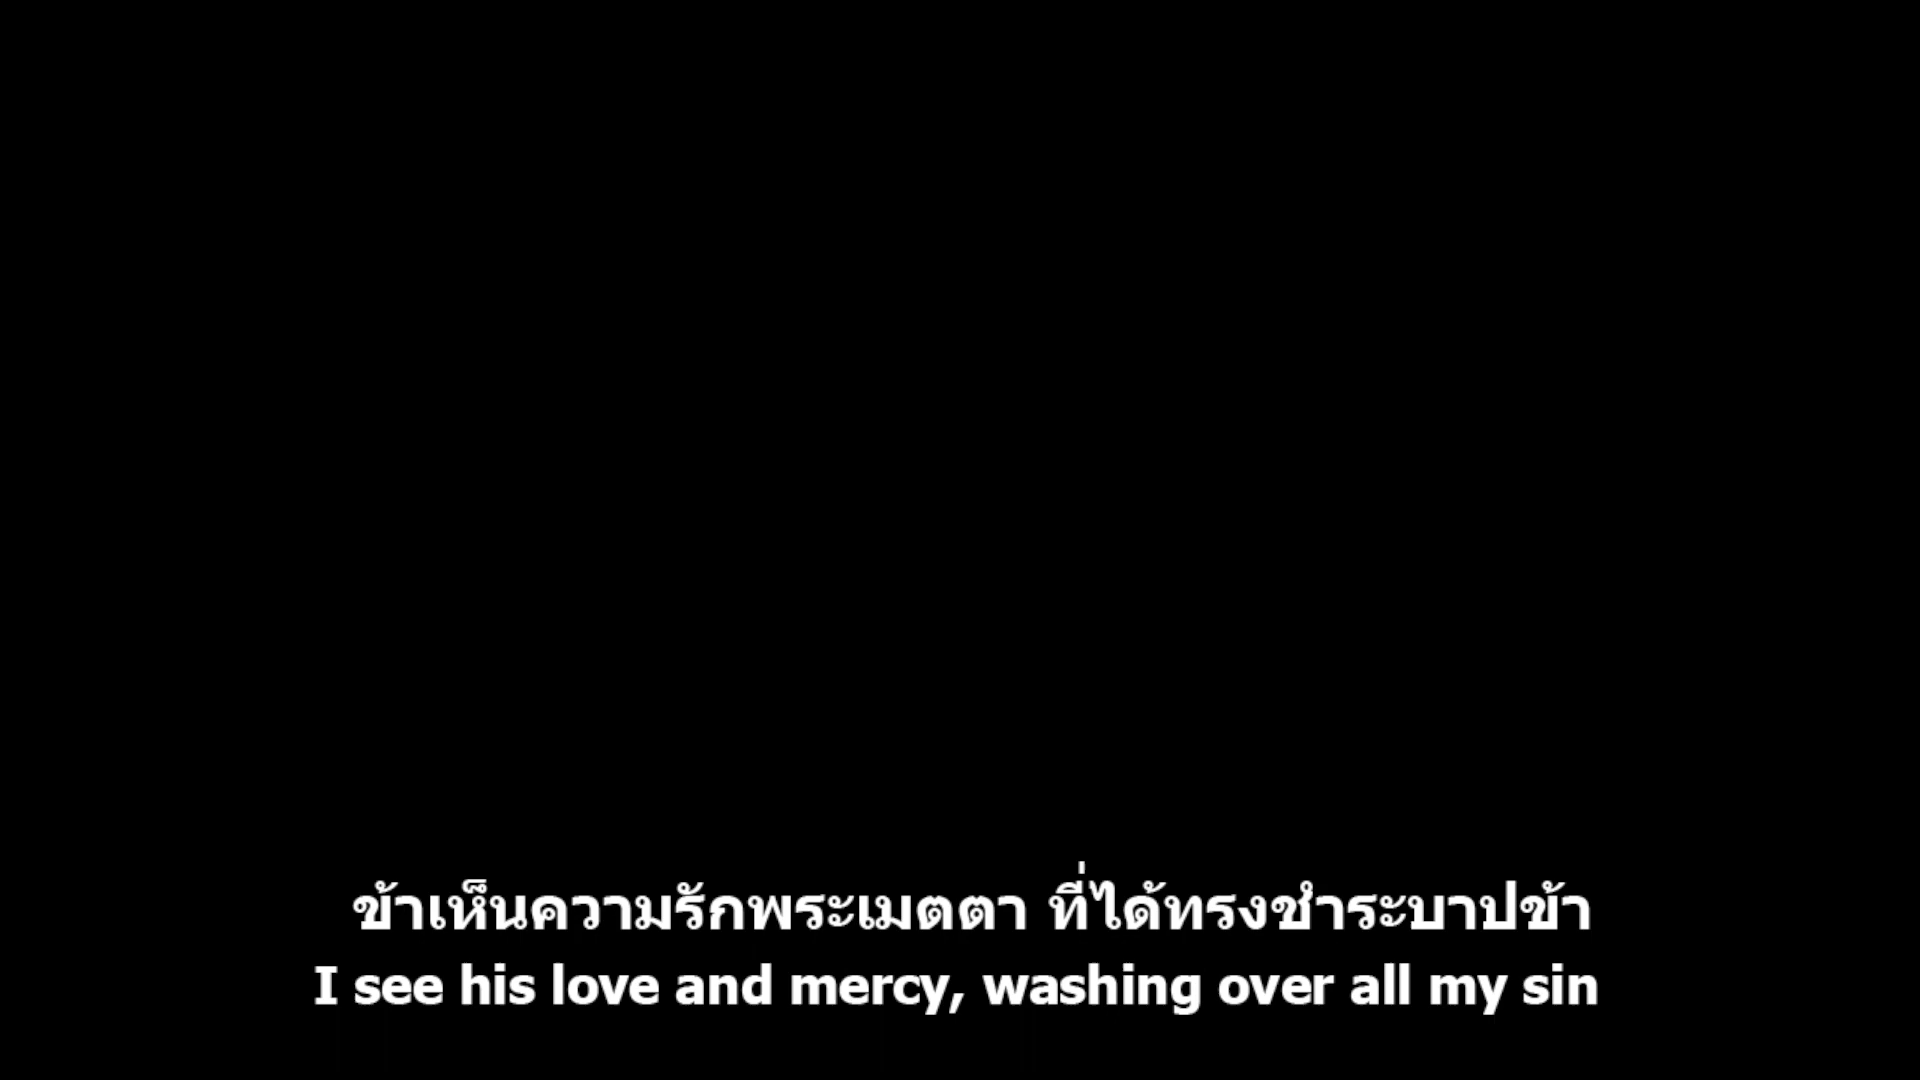 ข้าเห็นความรักพระเมตตา ที่ได้ทรงชำระบาปข้า
I see his love and mercy, washing over all my sin